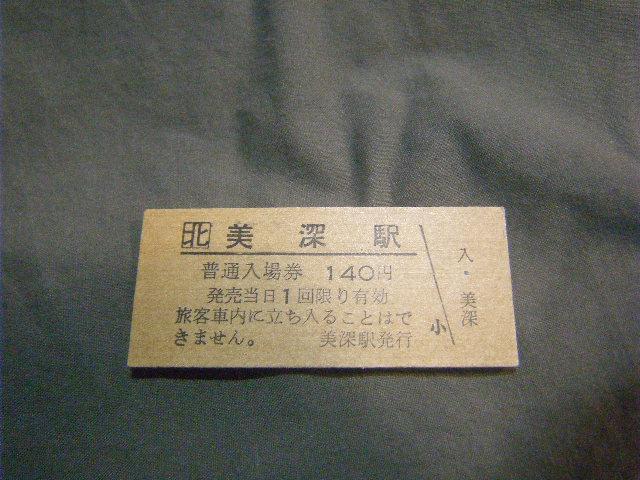 北 美深駅
普通入場券 140円
発売当日1回限り有効
旅客車内に立ち入ることはで
きません。 美深駅発行
小
入・美深